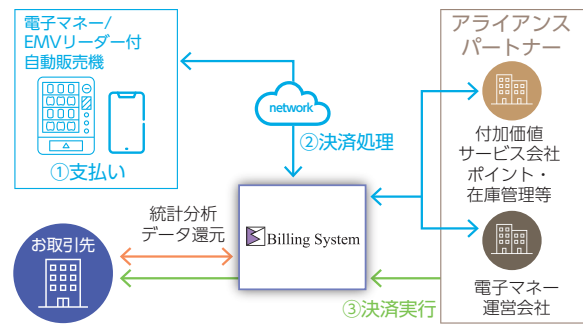 電子マネー/
EMVリーダー付
自動販売機
①支払い
network
②決済処理
アライアンス
パートナー
付加価値
サービス会社
ポイント・
在庫管理等
電子マネー
運営会社
Billing System
統計分析
データ還元
お取引先
③決済実行